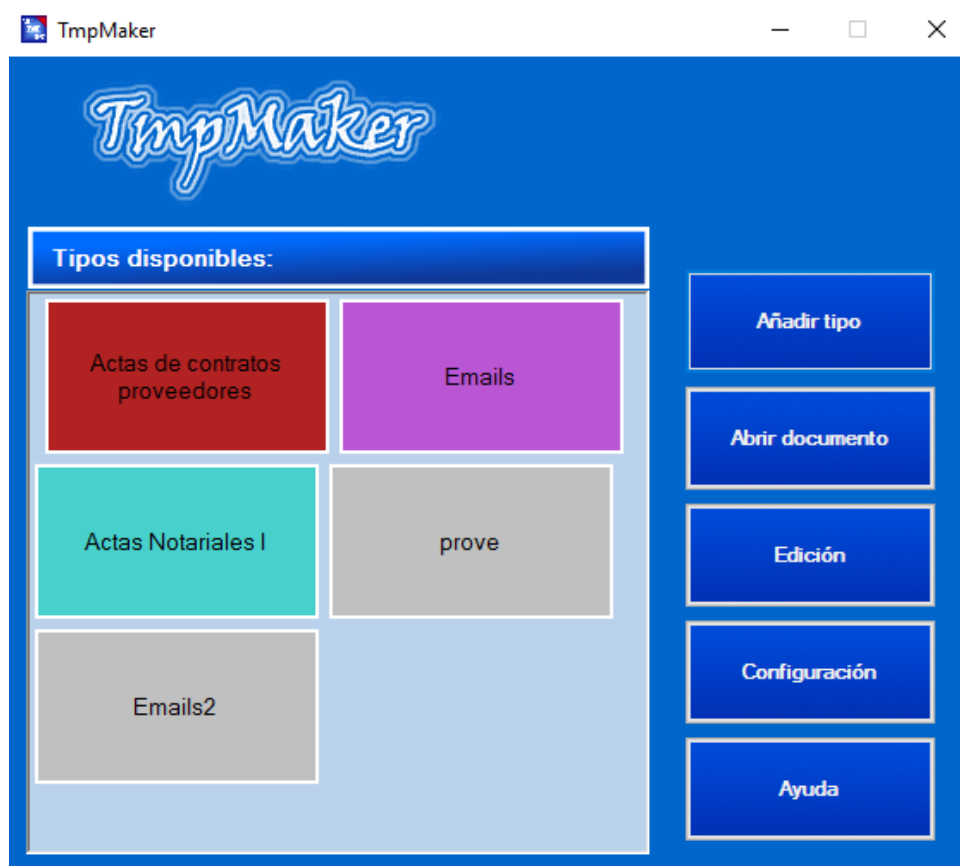 TmpMaker
TmpMaker
Tipos disponibles:
Actas de contratos
proveedores
Emails
Actas Notariales I
prove
Emails2
Añadir tipo
Abrir documento
Edición
Configuración
Ayuda